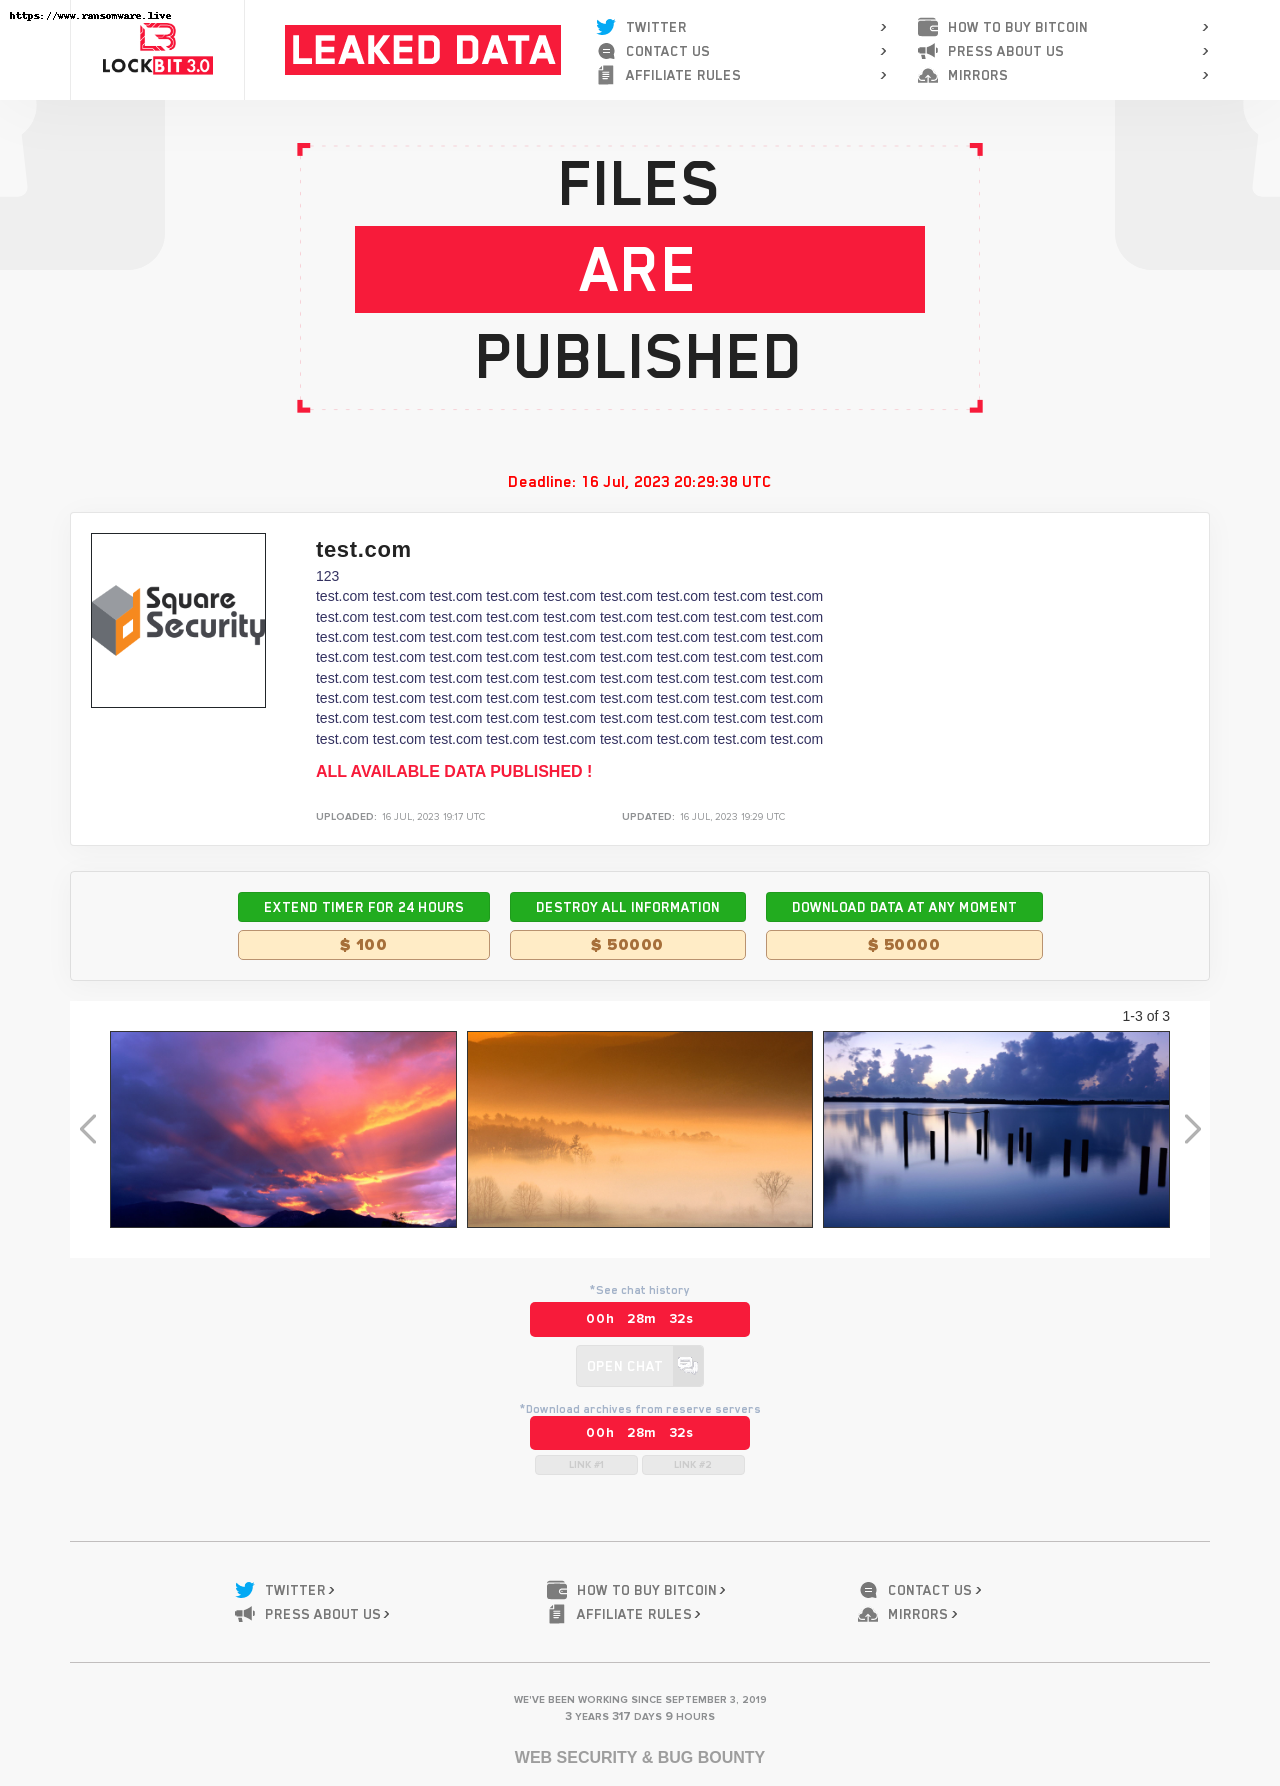 https://www.ransomware.live
LOCKBIT 3.0
LEAKED DATA
TWITTER
CONTACT US
AFFILIATE RULES
HOW TO BUY BITCOIN
PRESS ABOUT US
MIRRORS
FILES
ARE
PUBLISHED
Deadline: 16 Jul, 2023 20:29:38 UTC
Square
Security
test.com
123
test.com test.com test.com test.com test.com test.com test.com test.com test.com
test.com test.com test.com test.com test.com test.com test.com test.com test.com
test.com test.com test.com test.com test.com test.com test.com test.com test.com
test.com test.com test.com test.com test.com test.com test.com test.com test.com
test.com test.com test.com test.com test.com test.com test.com test.com test.com
test.com test.com test.com test.com test.com test.com test.com test.com test.com
test.com test.com test.com test.com test.com test.com test.com test.com test.com
test.com test.com test.com test.com test.com test.com test.com test.com test.com
ALL AVAILABLE DATA PUBLISHED !
UPLOADED: 16 JUL, 2023 19:17 UTC
UPDATED: 16 JUL, 2023 19:29 UTC
EXTEND TIMER FOR 24 HOURS
$ 100
DESTROY ALL INFORMATION
$ 50000
DOWNLOAD DATA AT ANY MOMENT
$ 50000
1-3 of 3
*See chat history
00h 28m 32s
OPEN CHAT
*Download archives from reserve servers
00h 28m 32s
LINK #1 LINK #2
TWITTER
PRESS ABOUT US
HOW TO BUY BITCOIN
AFFILIATE RULES
CONTACT US
MIRRORS
WE'VE BEEN WORKING SINCE SEPTEMBER 3, 2019
3 YEARS 317 DAYS 9 HOURS
WEB SECURITY & BUG BOUNTY